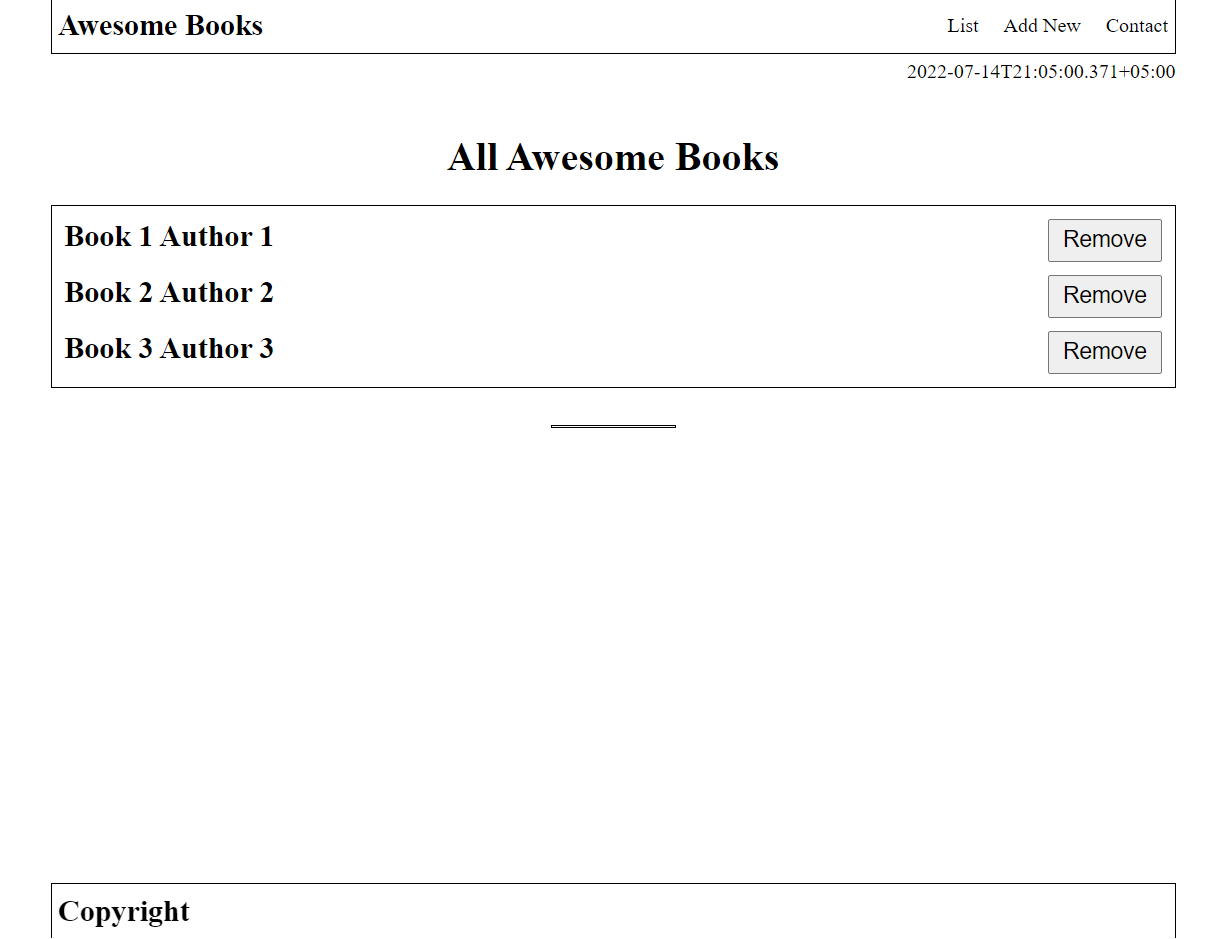 Awesome Books List Add New Contact
2022-07-14T21:05:00.371+05:00
All Awesome Books
Book 1 Author 1 Remove
Book 2 Author 2 Remove
Book 3 Author 3 Remove
Copyright